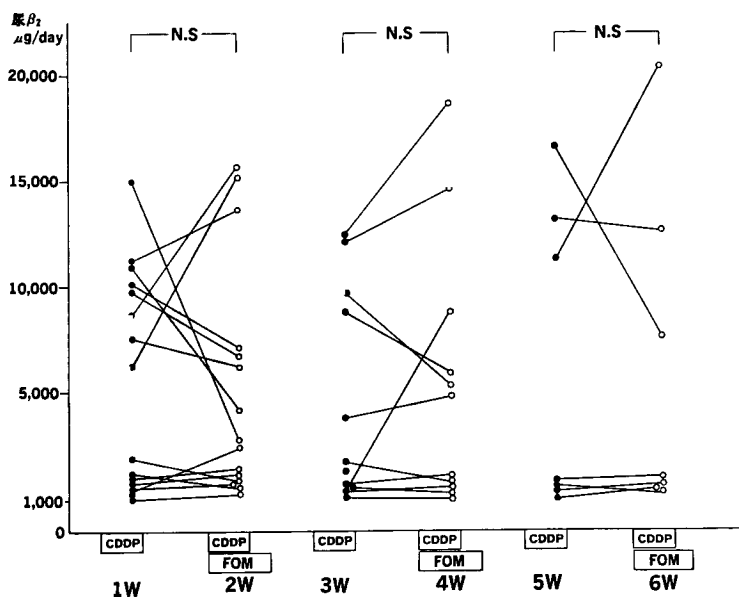 尿β₂
μg/day
N.S N.S N.S
20,000
15,000
10,000
5,000
1,000
0
CDDP CDDP CDDP CDDP CDDP CDDP
FOM FOM FOM
1W 2W 3W 4W 5W 6W